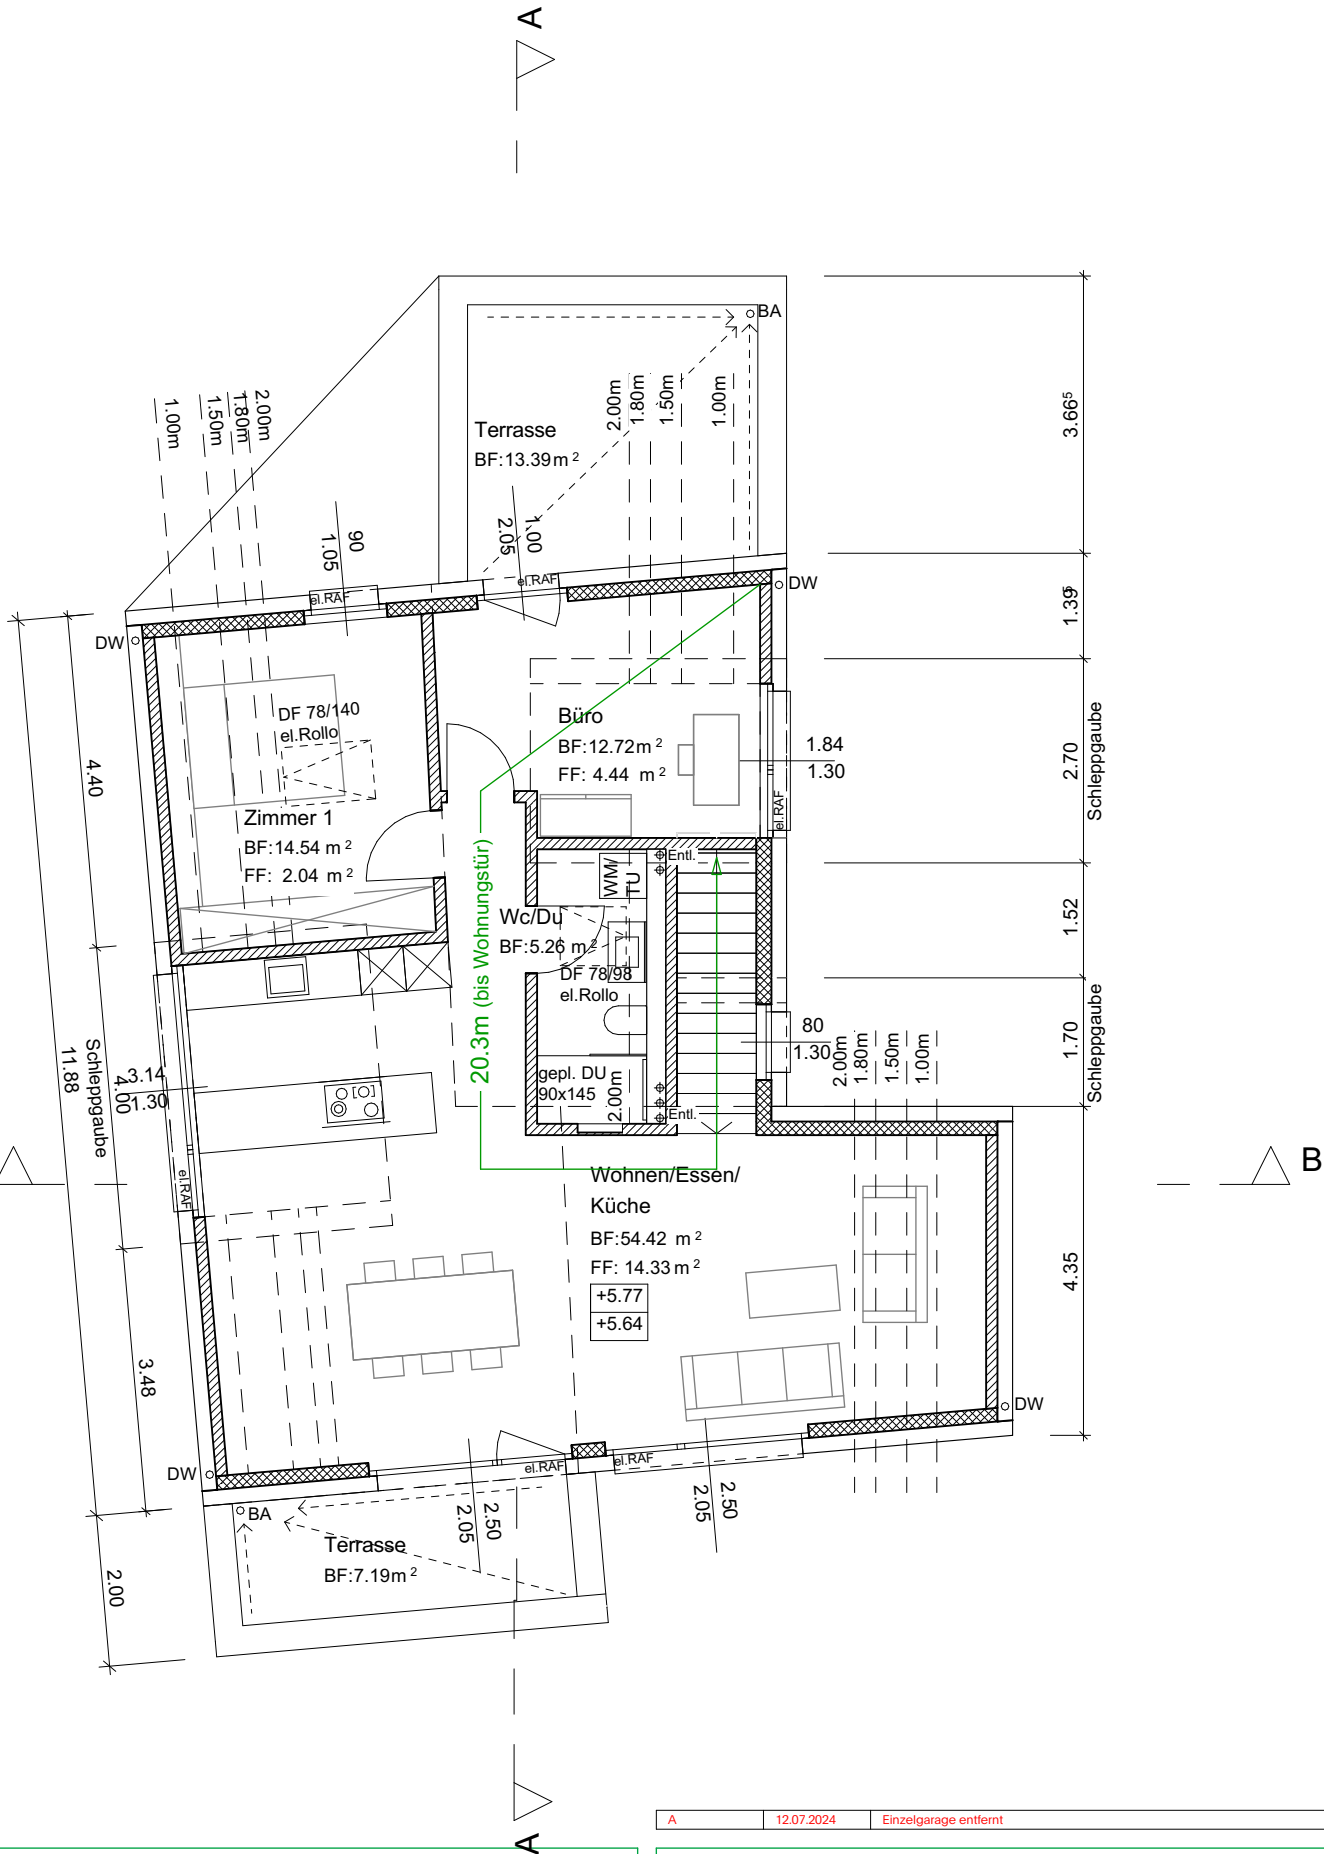 A
BA
3.66⁵
2.00m
1.80m
1.50m
1.00m
1.00m
1.50m
1.80m
2.00m
Terrasse
BF:13.39m²
90
1.05
1.00
2.05
el.RAF
el.RAF
DW
DW
1.39⁵
DF 78/140
el.Rollo
Büro
BF:12.72m²
FF: 4.44 m²
1.84
1.30
el.RAF
2.70
Schleppgaube
4.40
Zimmer 1
BF:14.54 m²
FF: 2.04 m²
20.3m (bis Wohnungstür)
WM/
TU
Entl.
Wc/Du
BF:5.26 m²
DF 78/98
el.Rollo
1.52
80
1.30
1.70
Schleppgaube
2.00m
1.80m
1.50m
1.00m
11.88
Schleppgaube
4.00
3.14
1.30
gepl. DU
90x145
2.00m
Entl.
B
el.RAF
Wohnen/Essen/
Küche
BF:54.42 m²
FF: 14.33 m²
+5.77
+5.64
4.35
3.48
DW
DW
el.RAF
el.RAF
2.50
2.05
2.50
2.05
BA
Terrasse
BF:7.19m²
2.00
A
A 12.07.2024 Einzelgarage entfernt